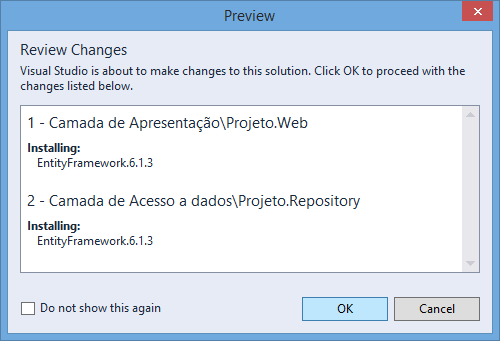 Preview
Review Changes
Visual Studio is about to make changes to this solution. Click OK to proceed with the
changes listed below.
1 - Camada de Apresentação\Projeto.Web
Installing:
EntityFramework.6.1.3
2 - Camada de Acesso a dados\Projeto.Repository
Installing:
EntityFramework.6.1.3
Do not show this again
OK
Cancel